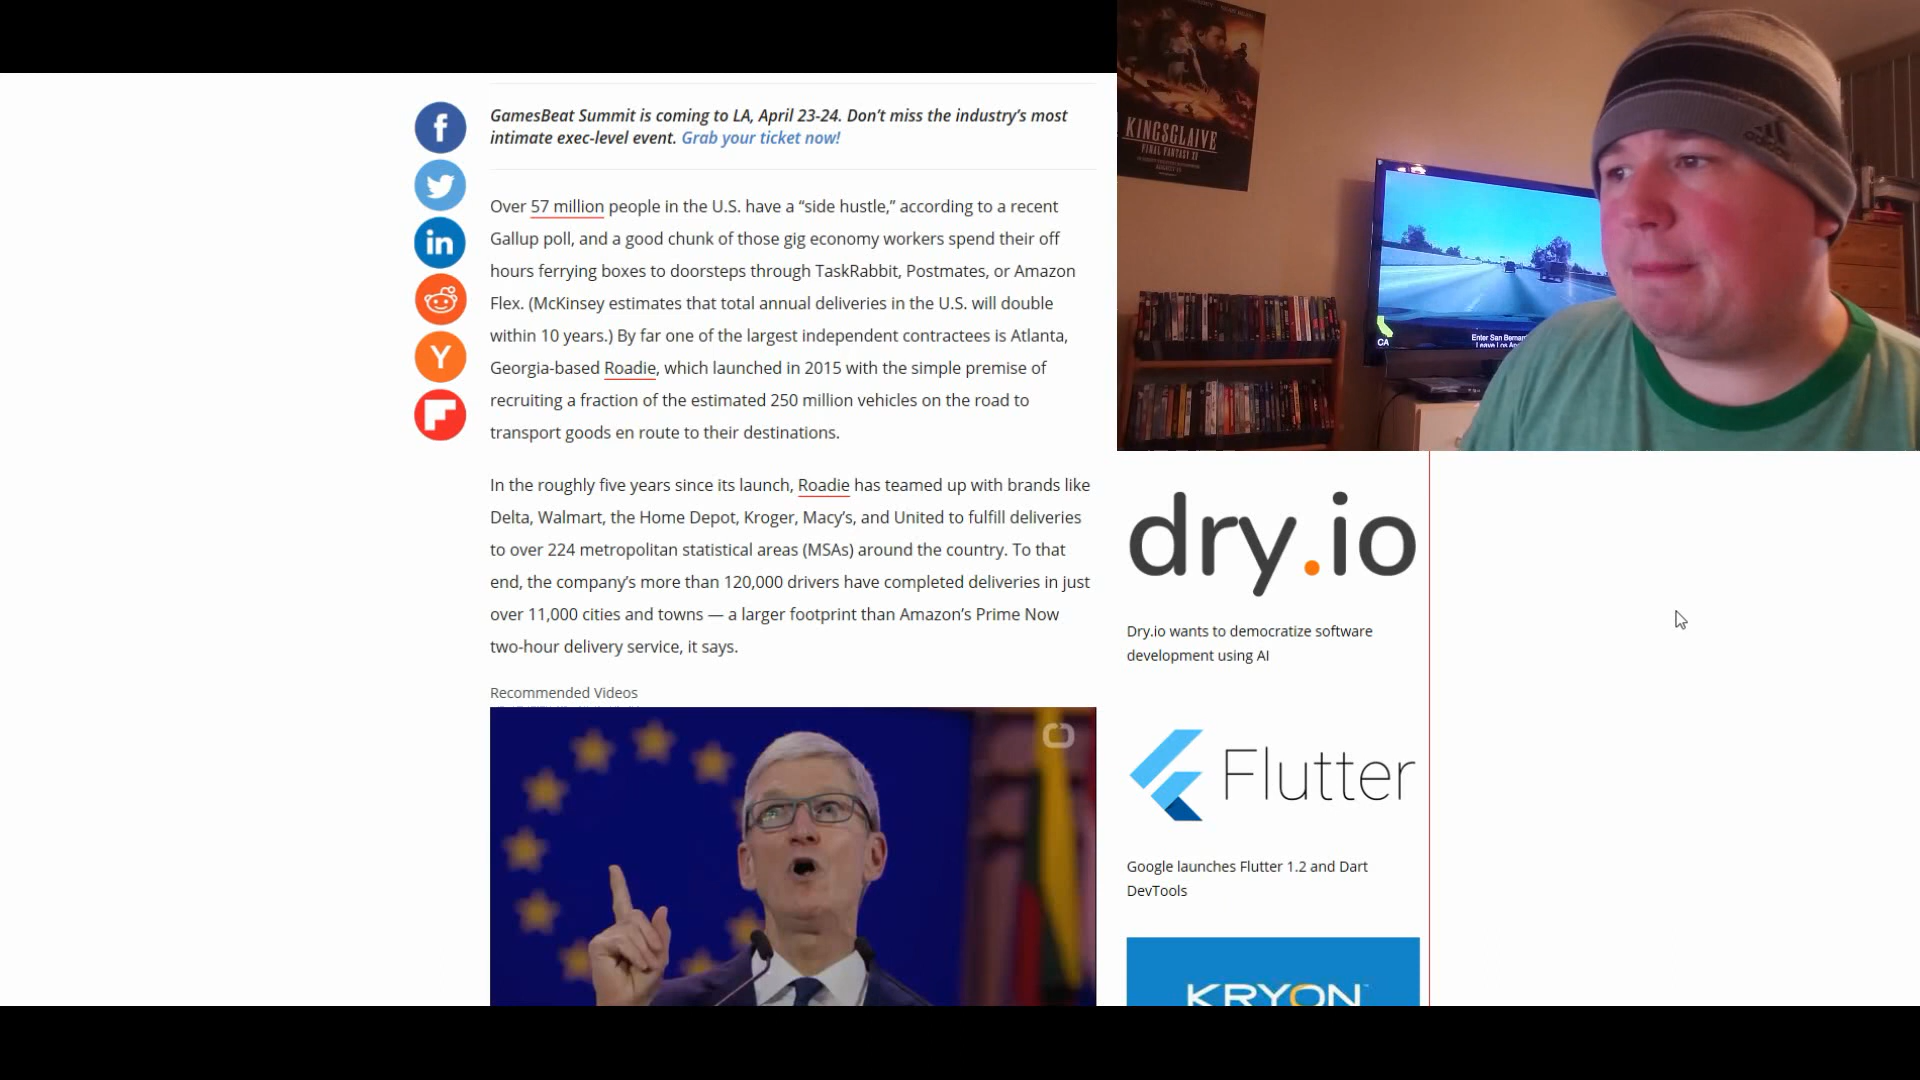 GamesBeat Summit is coming to LA, April 23-24. Don't miss the industry's most
intimate exec-level event. Grab your ticket now!
Over 57 million people in the U.S. have a “side hustle,” according to a recent
Gallup poll, and a good chunk of those gig economy workers spend their off
hours ferrying boxes to doorsteps through TaskRabbit, Postmates, or Amazon
Flex. (McKinsey estimates that total annual deliveries in the U.S. will double
within 10 years.) By far one of the largest independent contractees is Atlanta,
Georgia-based Roadie, which launched in 2015 with the simple premise of
recruiting a fraction of the estimated 250 million vehicles on the road to
transport goods en route to their destinations.
In the roughly five years since its launch, Roadie has teamed up with brands like
Delta, Walmart, the Home Depot, Kroger, Macy's, and United to fulfill deliveries
to over 224 metropolitan statistical areas (MSAs) around the country. To that
end, the company's more than 120,000 drivers have completed deliveries in just
over 11,000 cities and towns — a larger footprint than Amazon's Prime Now
two-hour delivery service, it says.
Recommended Videos
KINGSGLAIVE
FINAL FANTASY XV
CA
Enter San
Leave Los
adidas
dry.io
Dry.io wants to democratize software
development using AI
Flutter
Google launches Flutter 1.2 and Dart
DevTools
KRYON